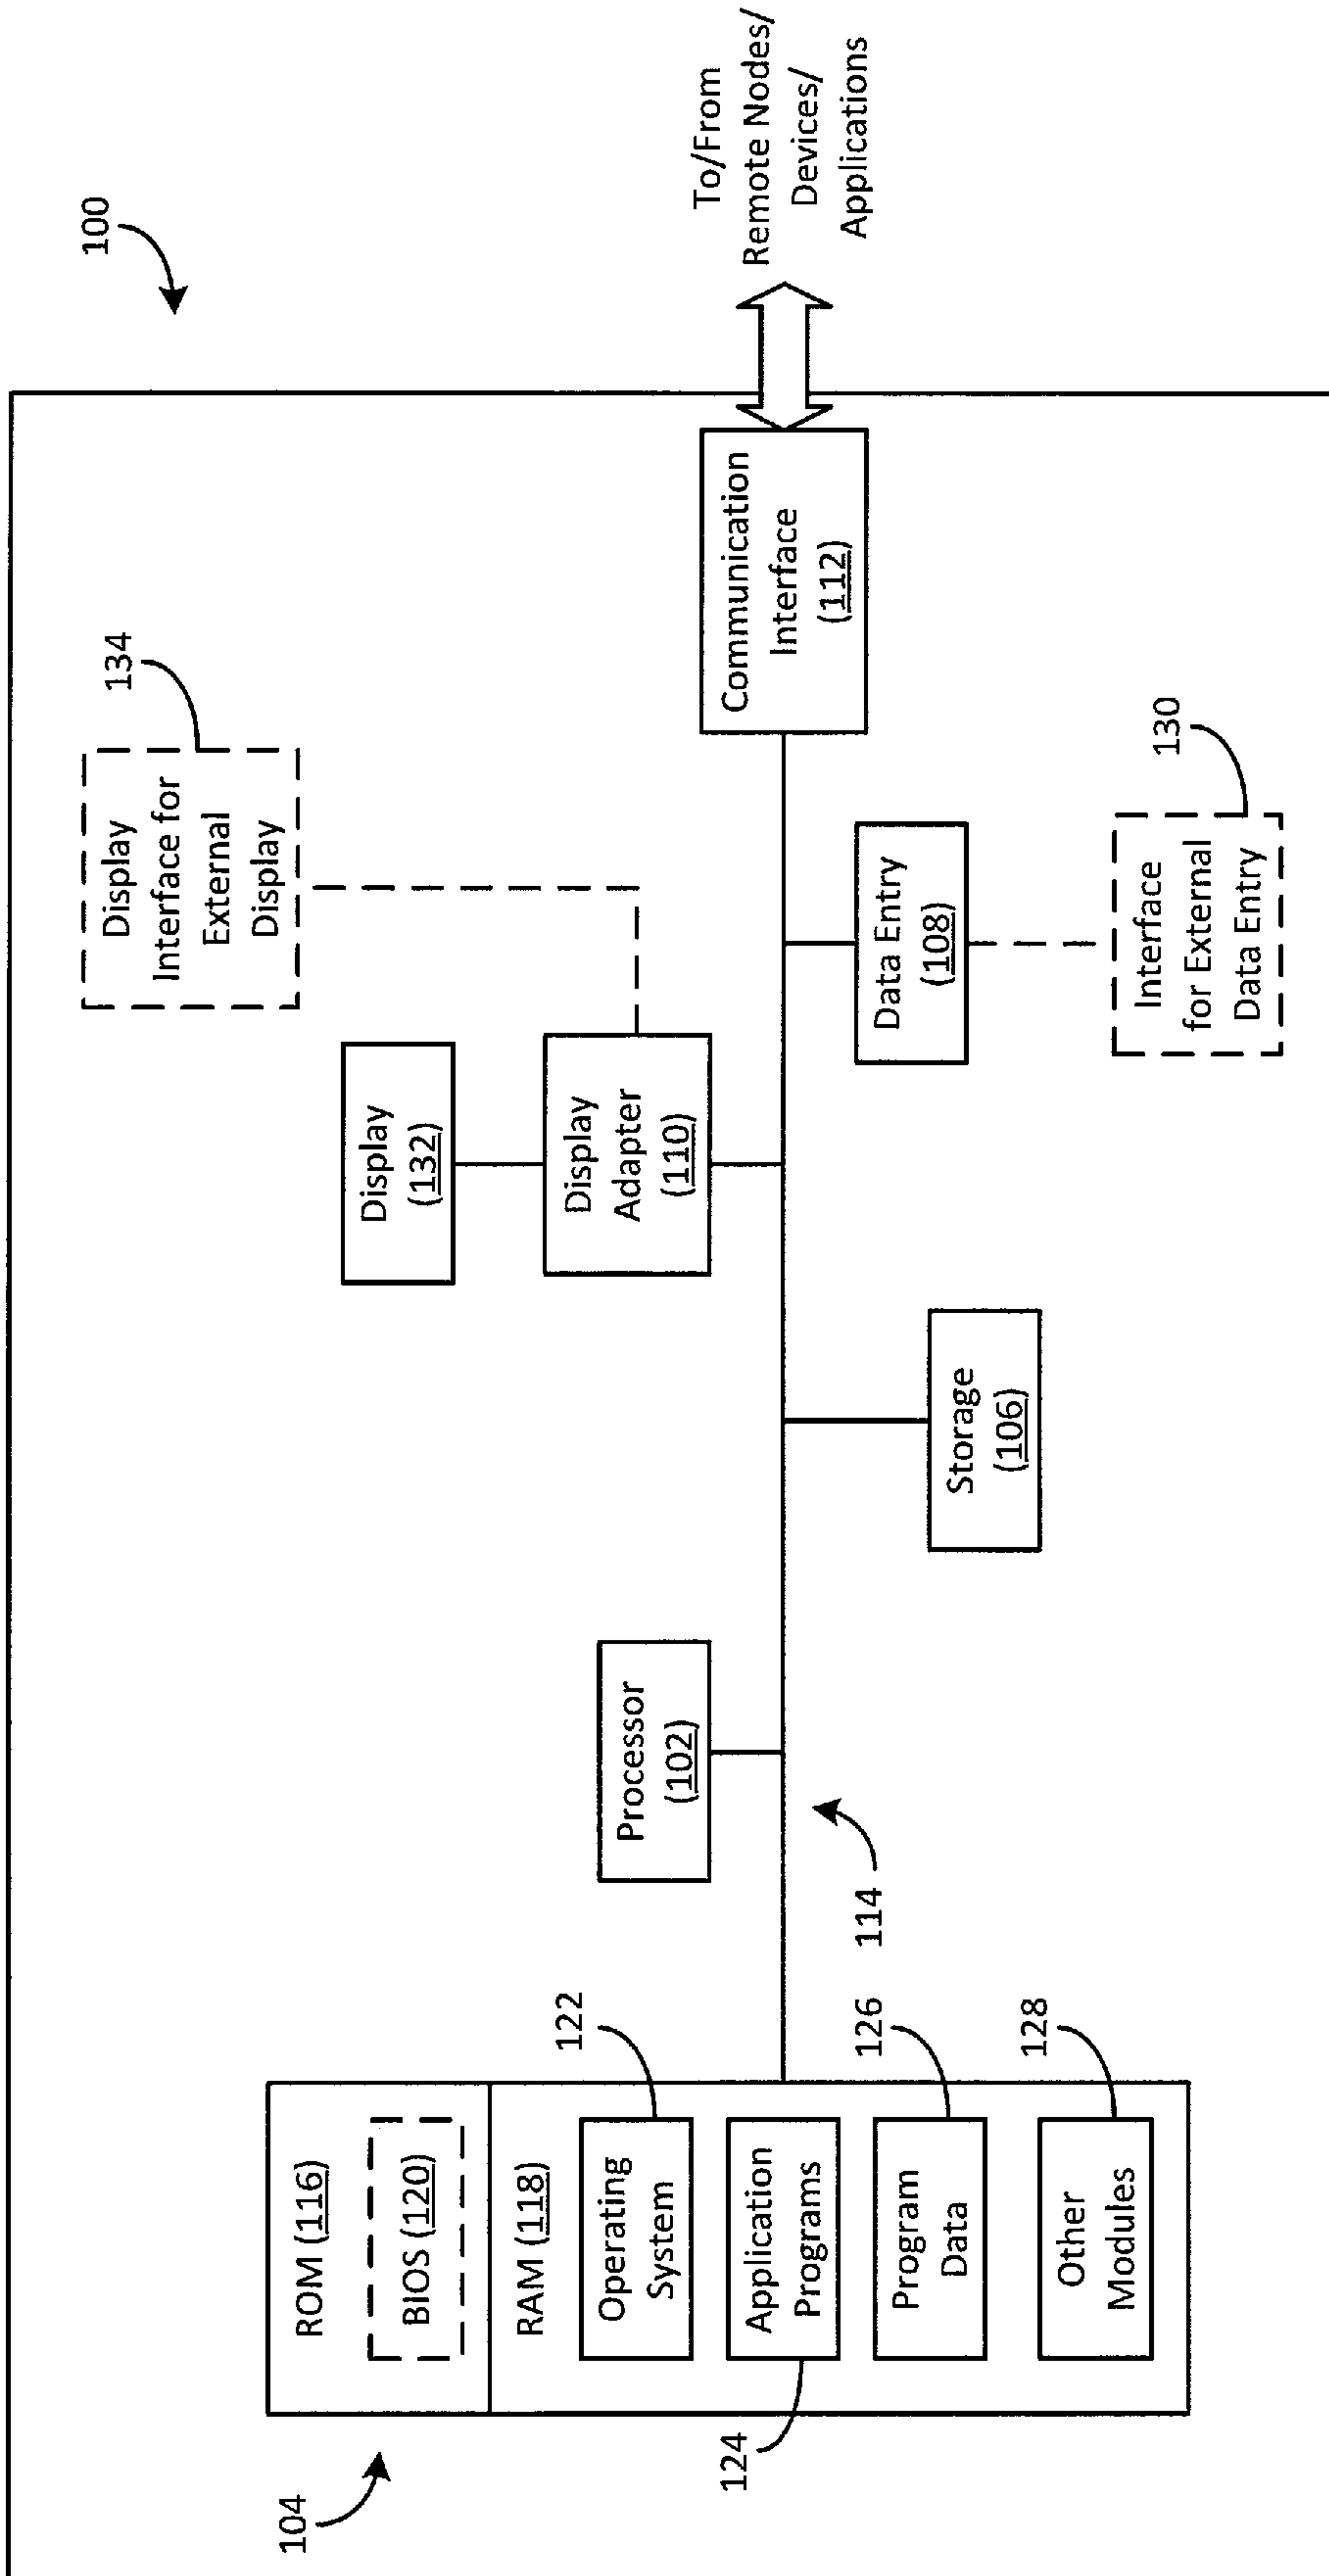 100
104
ROM (116)
BIOS (120)
RAM (118)
Operating
System
122
Application
Programs
124
Program
Data
126
Other
Modules
128
Processor
(102)
114
Storage
(106)
Display
(132)
Display
Adapter
(110)
Display
Interface for
External
Display
134
Data Entry
(108)
Interface
for External
Data Entry
130
Communication
Interface
(112)
To/From
Remote Nodes/
Devices/
Applications